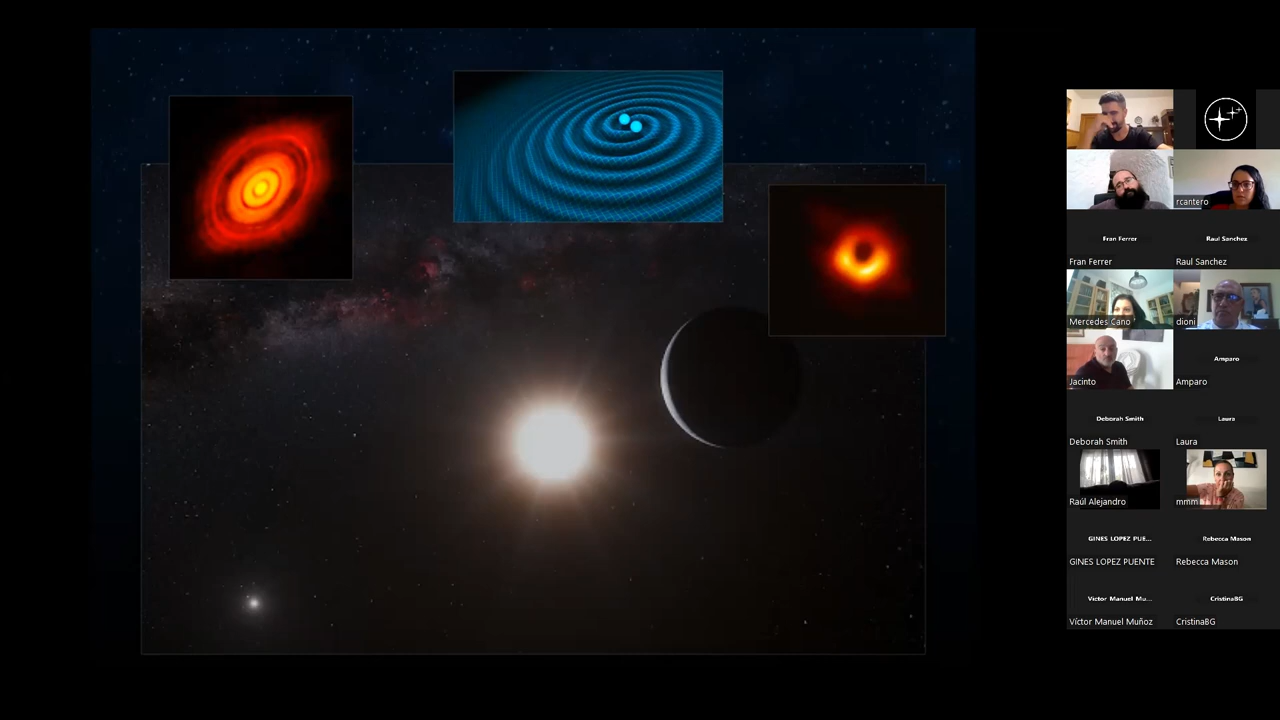 rcantero
Fran Ferrer
Raul Sanchez
Fran Ferrer
Raul Sanchez
Mercedes Cano
dioni
Jacinto
Amparo
Amparo
Deborah Smith
Laura
Deborah Smith
Laura
Raúl Alejandro
mmm
GINES LOPEZ PUE...
Rebecca Mason
GINES LOPEZ PUENTE
Rebecca Mason
Victor Manuel Mu...
CristinaBG
Víctor Manuel Muñoz
CristinaBG